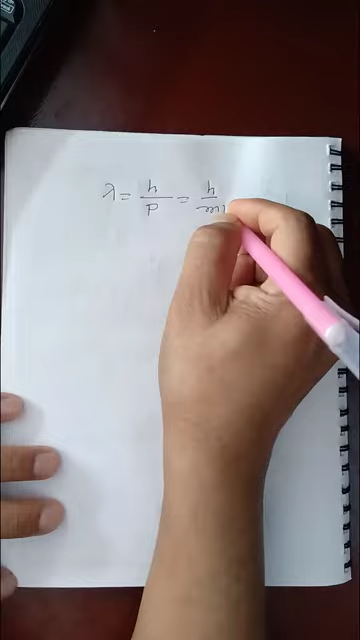 λ = h/p = h/m